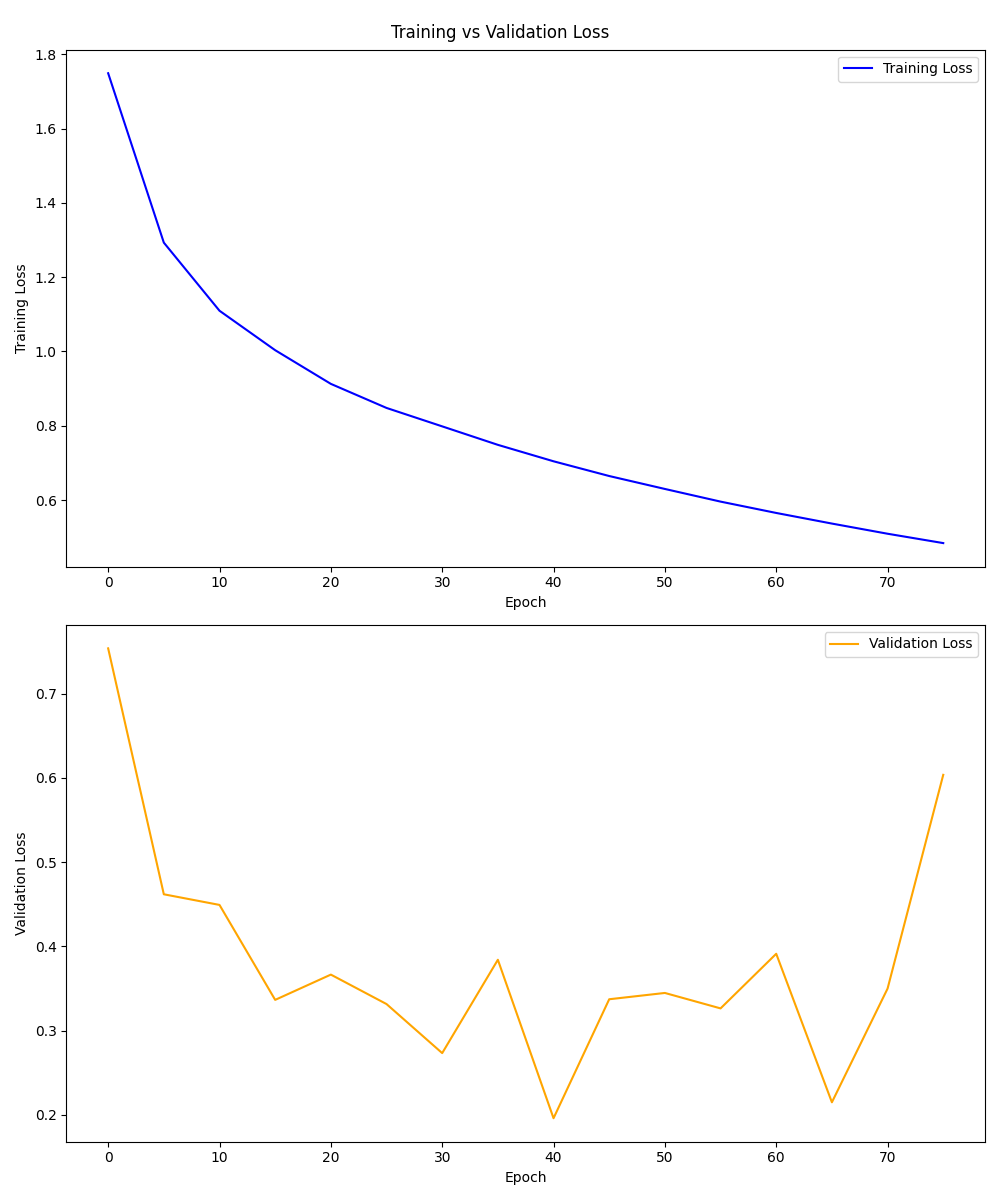 Training vs Validation Loss
1.8
1.6
1.4
1.2
1.0
0.8
0.6
Training Loss
Training Loss
0 10 20 30 40 50 60 70
Epoch
0.7
0.6
0.5
0.4
0.3
0.2
Validation Loss
Validation Loss
0 10 20 30 40 50 60 70
Epoch